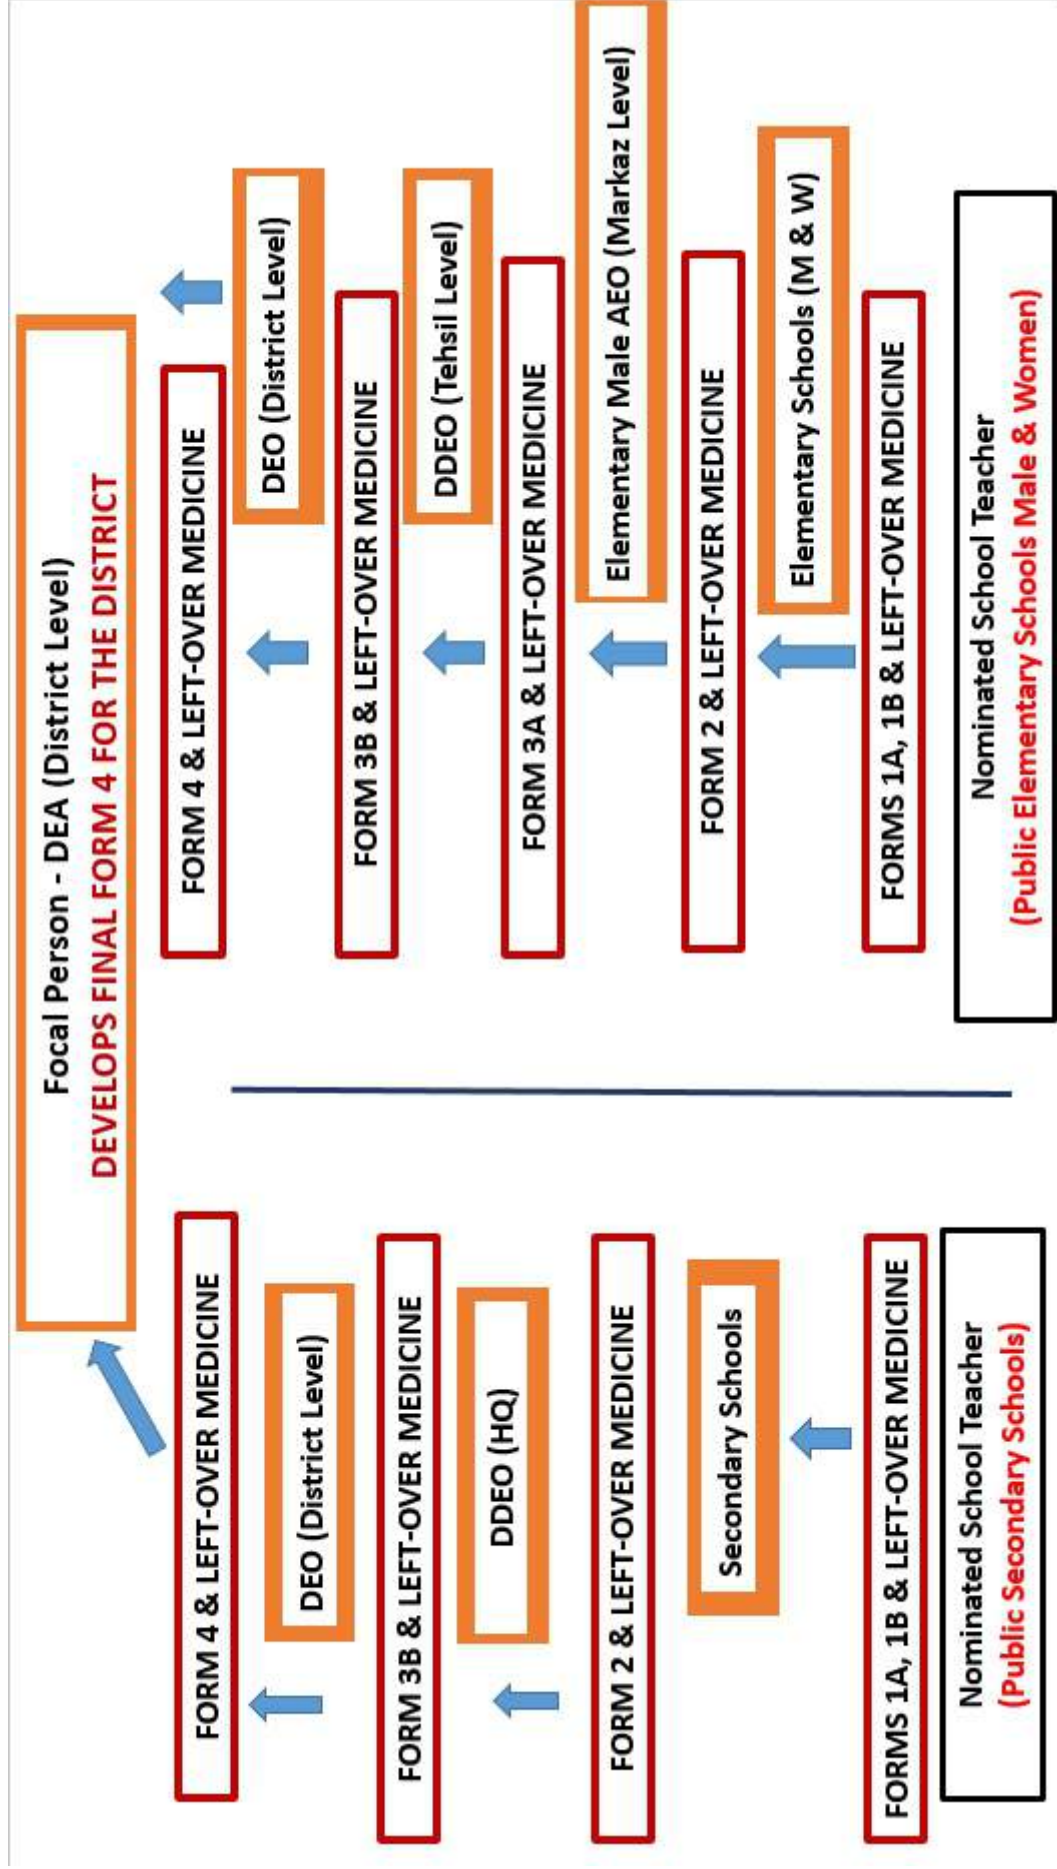 Focal Person - DEA (District Level)
DEVELOPS FINAL FORM 4 FOR THE DISTRICT
FORM 4 & LEFT-OVER MEDICINE
DEO (District Level)
FORM 3B & LEFT-OVER MEDICINE
DDEO (HQ)
FORM 2 & LEFT-OVER MEDICINE
Secondary Schools
FORMS 1A, 1B & LEFT-OVER MEDICINE
Nominated School Teacher
(Public Secondary Schools)
FORM 4 & LEFT-OVER MEDICINE
DEO (District Level)
FORM 3B & LEFT-OVER MEDICINE
DDEO (Tehsil Level)
FORM 3A & LEFT-OVER MEDICINE
Elementary Male AEO (Markaz Level)
FORM 2 & LEFT-OVER MEDICINE
Elementary Schools (M & W)
FORMS 1A, 1B & LEFT-OVER MEDICINE
Nominated School Teacher
(Public Elementary Schools Male & Women)